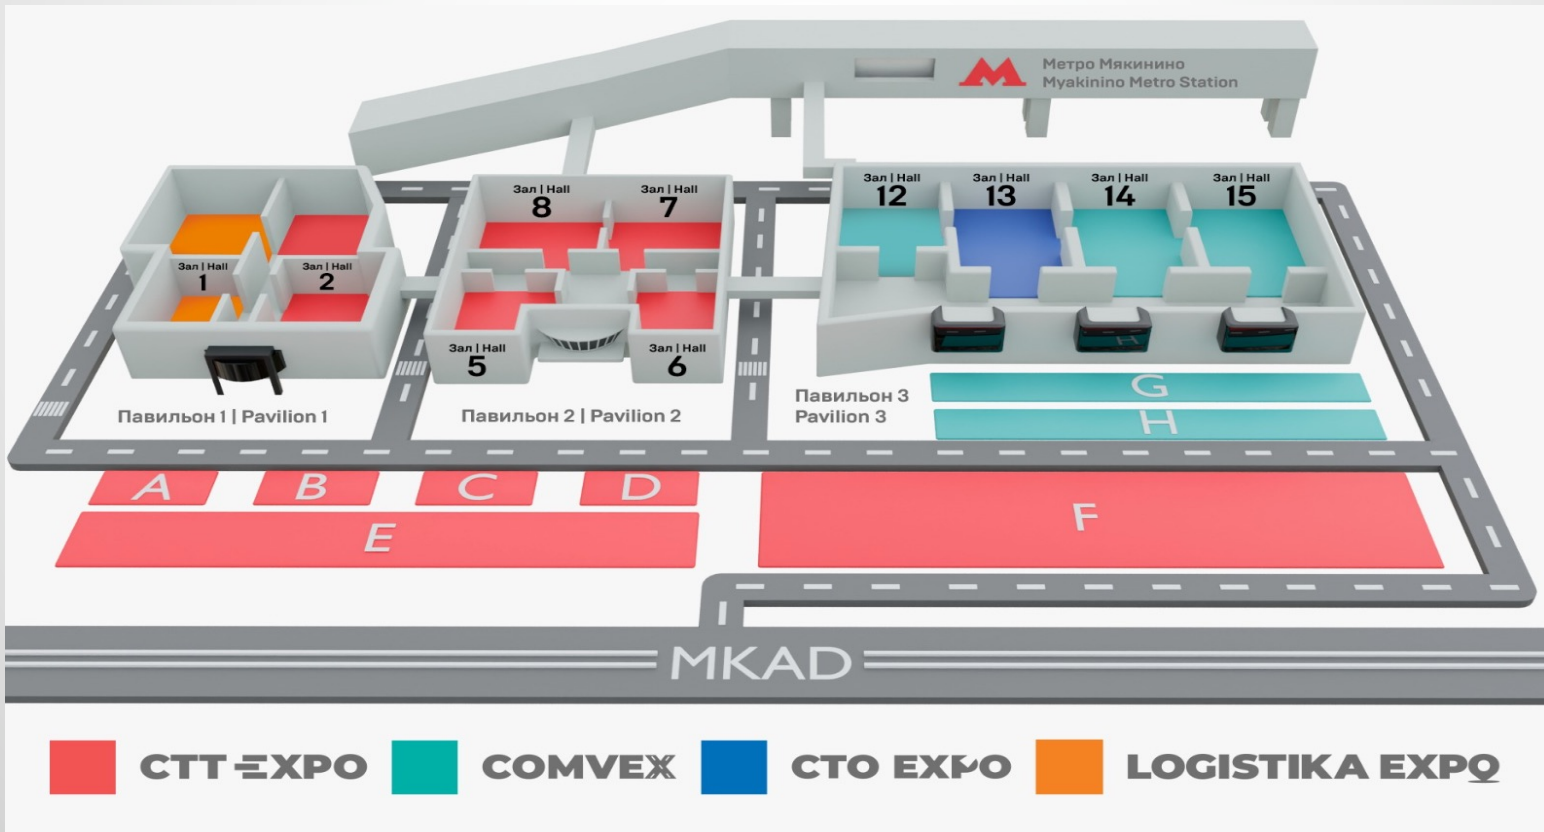 Метро Мякинино
Myakinino Metro Station
Зал | Hall
1
Зал | Hall
2
Зал | Hall
8
Зал | Hall
7
Зал | Hall
5
Зал | Hall
6
Зал | Hall
12
Зал | Hall
13
Зал | Hall
14
Зал | Hall
15
Павильон 1 | Pavilion 1
Павильон 2 | Pavilion 2
Павильон 3
Pavilion 3
G
H
H
A
B
C
D
E
F
MKAD
CTT EXPO
COMVEX
CTO EXPO
LOGISTIKA EXPO